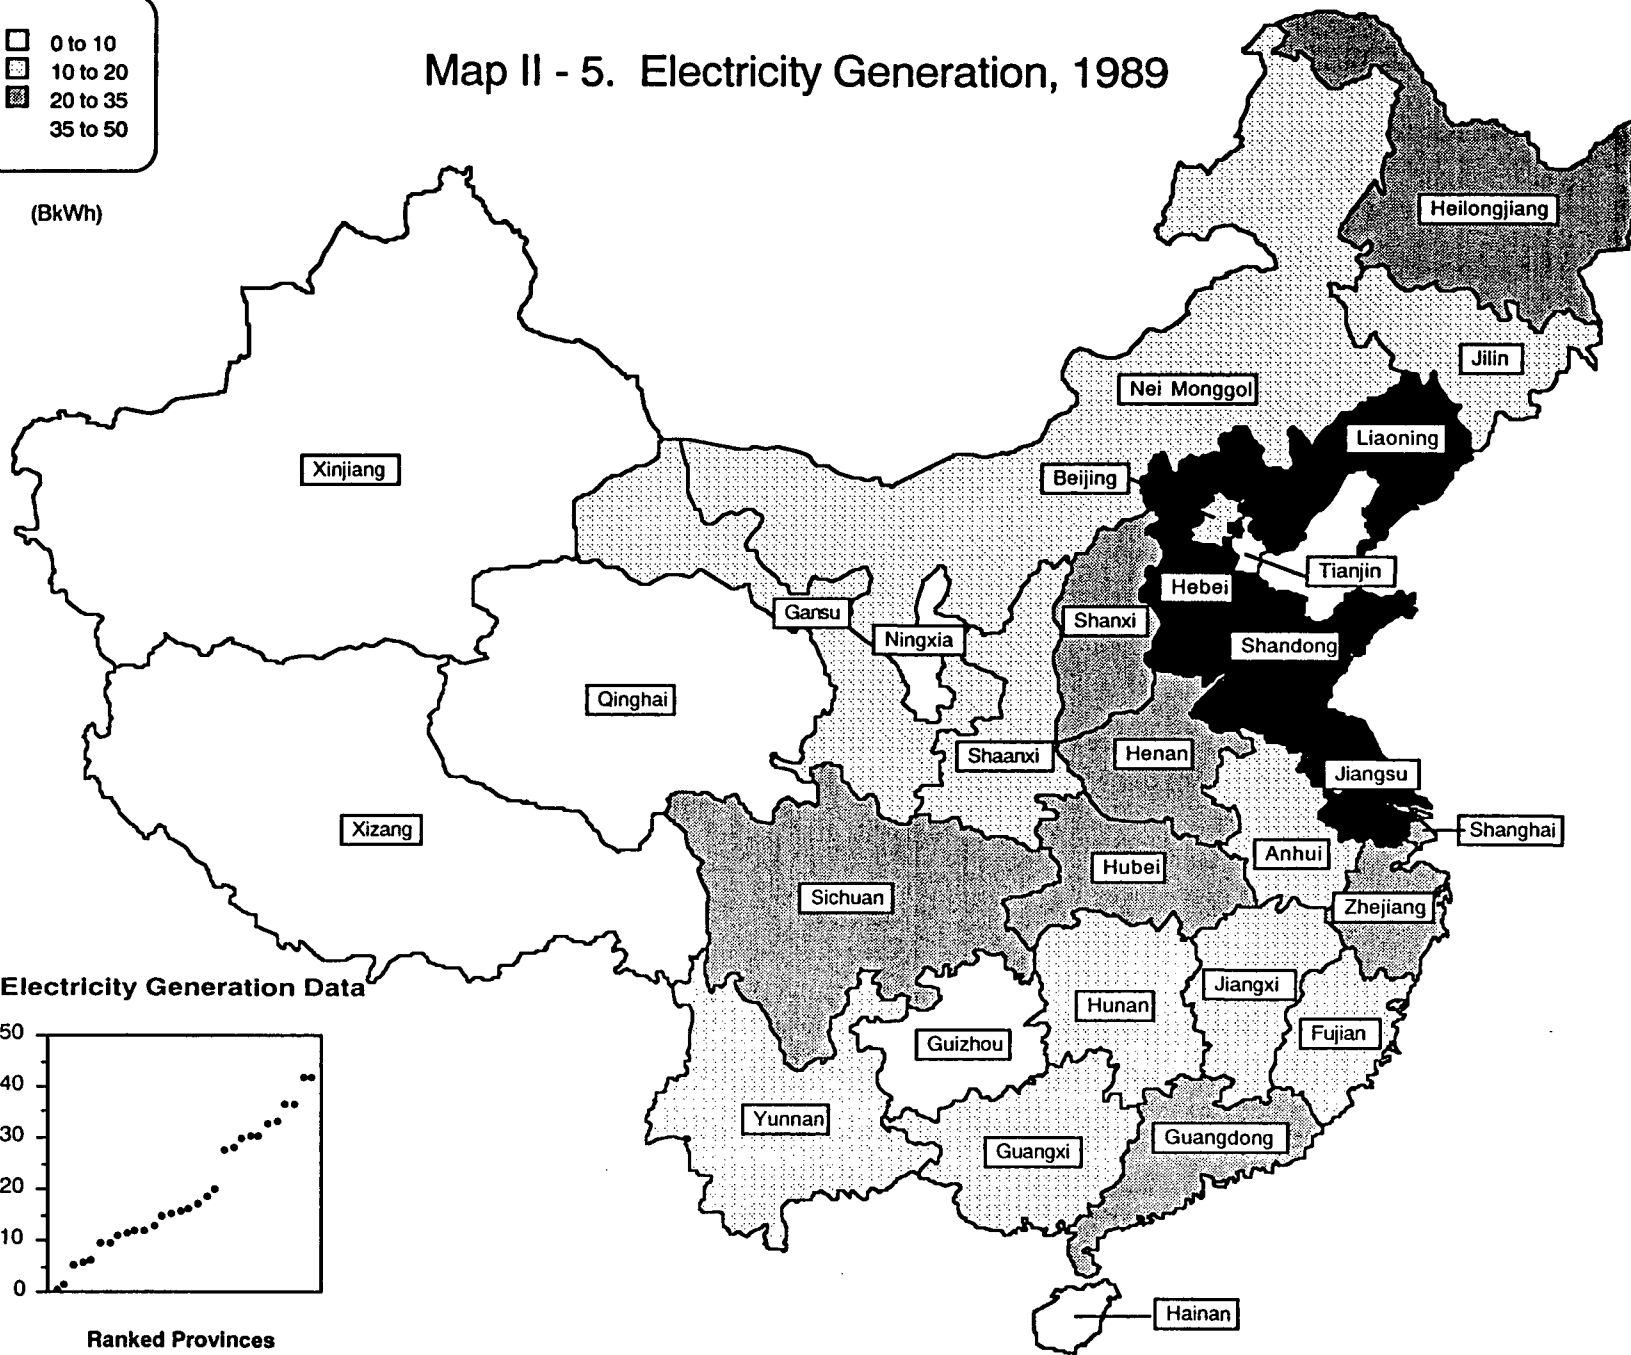 0 to 10
10 to 20
20 to 35
35 to 50
(BkWh)
Map II - 5. Electricity Generation, 1989
Heilongjiang
Jilin
Nei Monggol
Liaoning
Xinjiang
Beijing
Tianjin
Hebei
Gansu
Shanxi
Ningxia
Shandong
Qinghai
Shaanxi
Henan
Jiangsu
Xizang
Shanghai
Anhui
Hubei
Sichuan
Zhejiang
Jiangxi
Hunan
Fujian
Guizhou
Yunnan
Guangxi
Guangdong
Hainan
Electricity Generation Data
50
40
30
20
10
0
Ranked Provinces